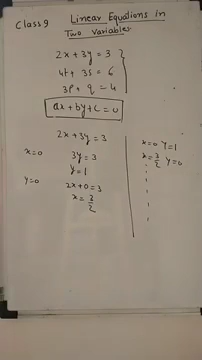 Class 9
Linear Equations in
Two Variables
2x + 3y = 3
4t + 3s = 6
3p + q = 4
ax + by + c = 0
2x + 3y = 3
x=0
3y = 3
y = 1
y=0
2x + 0 = 3
x = 3/2
x=0 y=1
x = 3/2 y=0